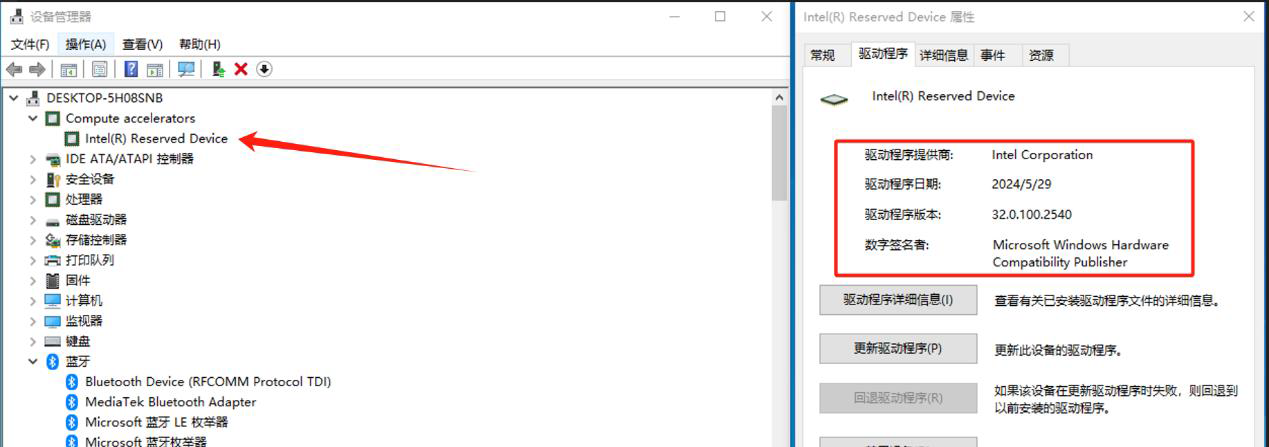 设备管理器
文件(F) 操作(A) 查看(V) 帮助(H)
DESKTOP-5H08SNB
Compute accelerators
Intel(R) Reserved Device
IDE ATA/ATAPI 控制器
安全设备
处理器
磁盘驱动器
存储控制器
打印队列
固件
计算机
监视器
键盘
蓝牙
Bluetooth Device (RFCOMM Protocol TDI)
MediaTek Bluetooth Adapter
Microsoft 蓝牙 LE 枚举器
Microsoft 蓝牙枚举器
Intel(R) Reserved Device 属性
常规 驱动程序 详细信息 事件 资源
Intel(R) Reserved Device
驱动程序提供商: Intel Corporation
驱动程序日期: 2024/5/29
驱动程序版本: 32.0.100.2540
数字签名者: Microsoft Windows Hardware
Compatibility Publisher
驱动程序详细信息(I) 查看有关已安装驱动程序文件的详细信息。
更新驱动程序(P) 更新此设备的驱动程序。
回退驱动程序(R) 如果该设备在更新驱动程序时失败，则回退到
以前安装的驱动程序。